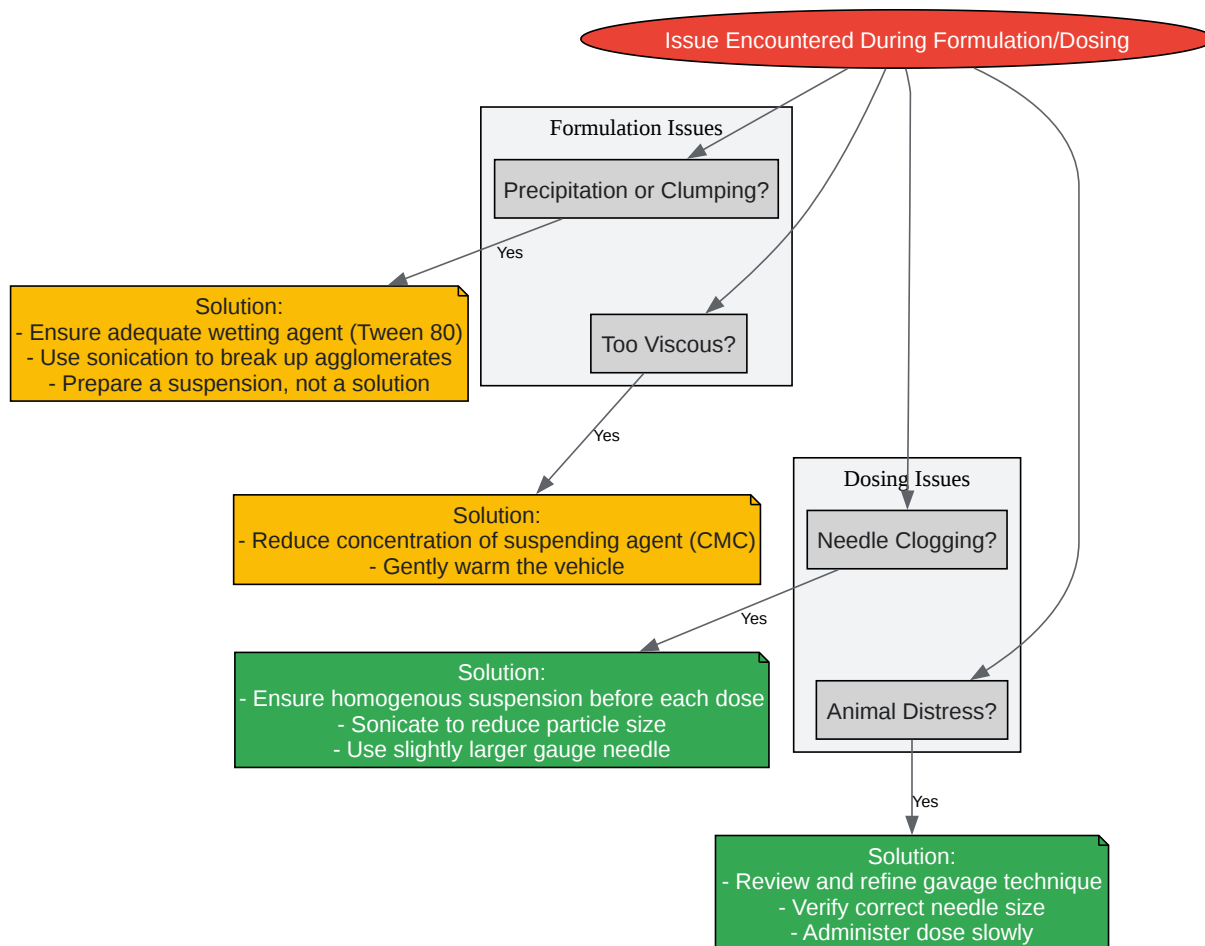 Issue Encountered During Formulation/Dosing
Formulation Issues
Precipitation or Clumping?
Yes
Solution:
- Ensure adequate wetting agent (Tween 80)
- Use sonication to break up agglomerates
- Prepare a suspension, not a solution
Too Viscous?
Yes
Solution:
- Reduce concentration of suspending agent (CMC)
- Gently warm the vehicle
Dosing Issues
Needle Clogging?
Yes
Solution:
- Ensure homogenous suspension before each dose
- Sonicate to reduce particle size
- Use slightly larger gauge needle
Animal Distress?
Yes
Solution:
- Review and refine gavage technique
- Verify correct needle size
- Administer dose slowly